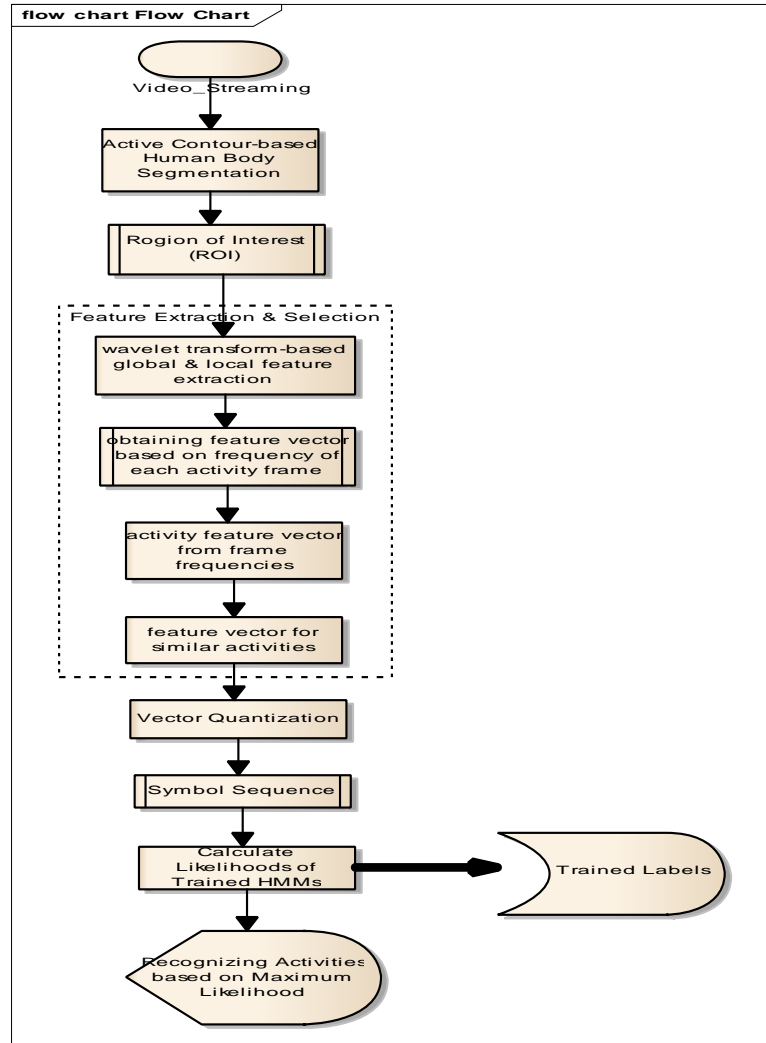 flow chart Flow Chart
Video_Streaming
Active Contour-based
Human Body
Segmentation
Rogion of Interest
(ROI)
Feature Extraction & Selection
wavelet transform-based
global & local feature
extraction
obtaining feature vector
based on frequency of
each activity frame
activity feature vector
from frame
frequencies
feature vector for
similar activities
Vector Quantization
Symbol Sequence
Calculate
Likelihoods of
Trained HMMs
Trained Labels
Recognizing Activities
based on Maximum
Likelihood